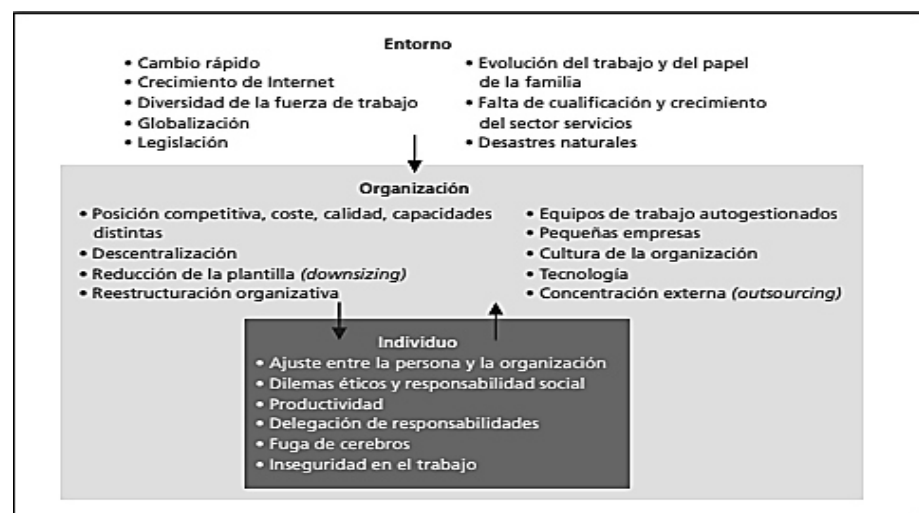 Entorno
• Cambio rápido
• Crecimiento de Internet
• Diversidad de la fuerza de trabajo
• Globalización
• Legislación
• Evolución del trabajo y del papel
de la familia
• Falta de cualificación y crecimiento
del sector servicios
• Desastres naturales
Organización
• Posición competitiva, coste, calidad, capacidades
distintas
• Descentralización
• Reducción de la plantilla (downsizing)
• Reestructuración organizativa
• Equipos de trabajo autogestionados
• Pequeñas empresas
• Cultura de la organización
• Tecnología
• Concentración externa (outsourcing)
Individuo
• Ajuste entre la persona y la organización
• Dilemas éticos y responsabilidad social
• Productividad
• Delegación de responsabilidades
• Fuga de cerebros
• Inseguridad en el trabajo